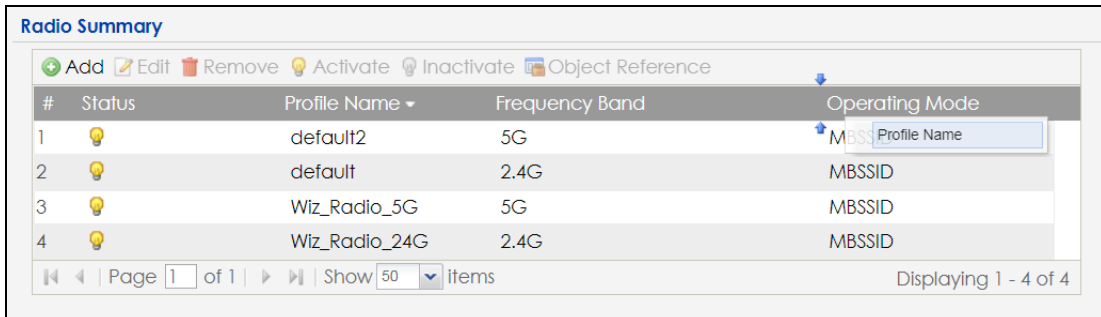 Radio Summary
Add Edit Remove Activate Inactivate Object Reference
# Status Profile Name Frequency Band Operating Mode
1 default2 5G
Profile Name
2 default 2.4G MBSSID
3 Wiz_Radio_5G 5G MBSSID
4 Wiz_Radio_24G 2.4G MBSSID
Page 1 of 1 Show 50 items Displaying 1 - 4 of 4